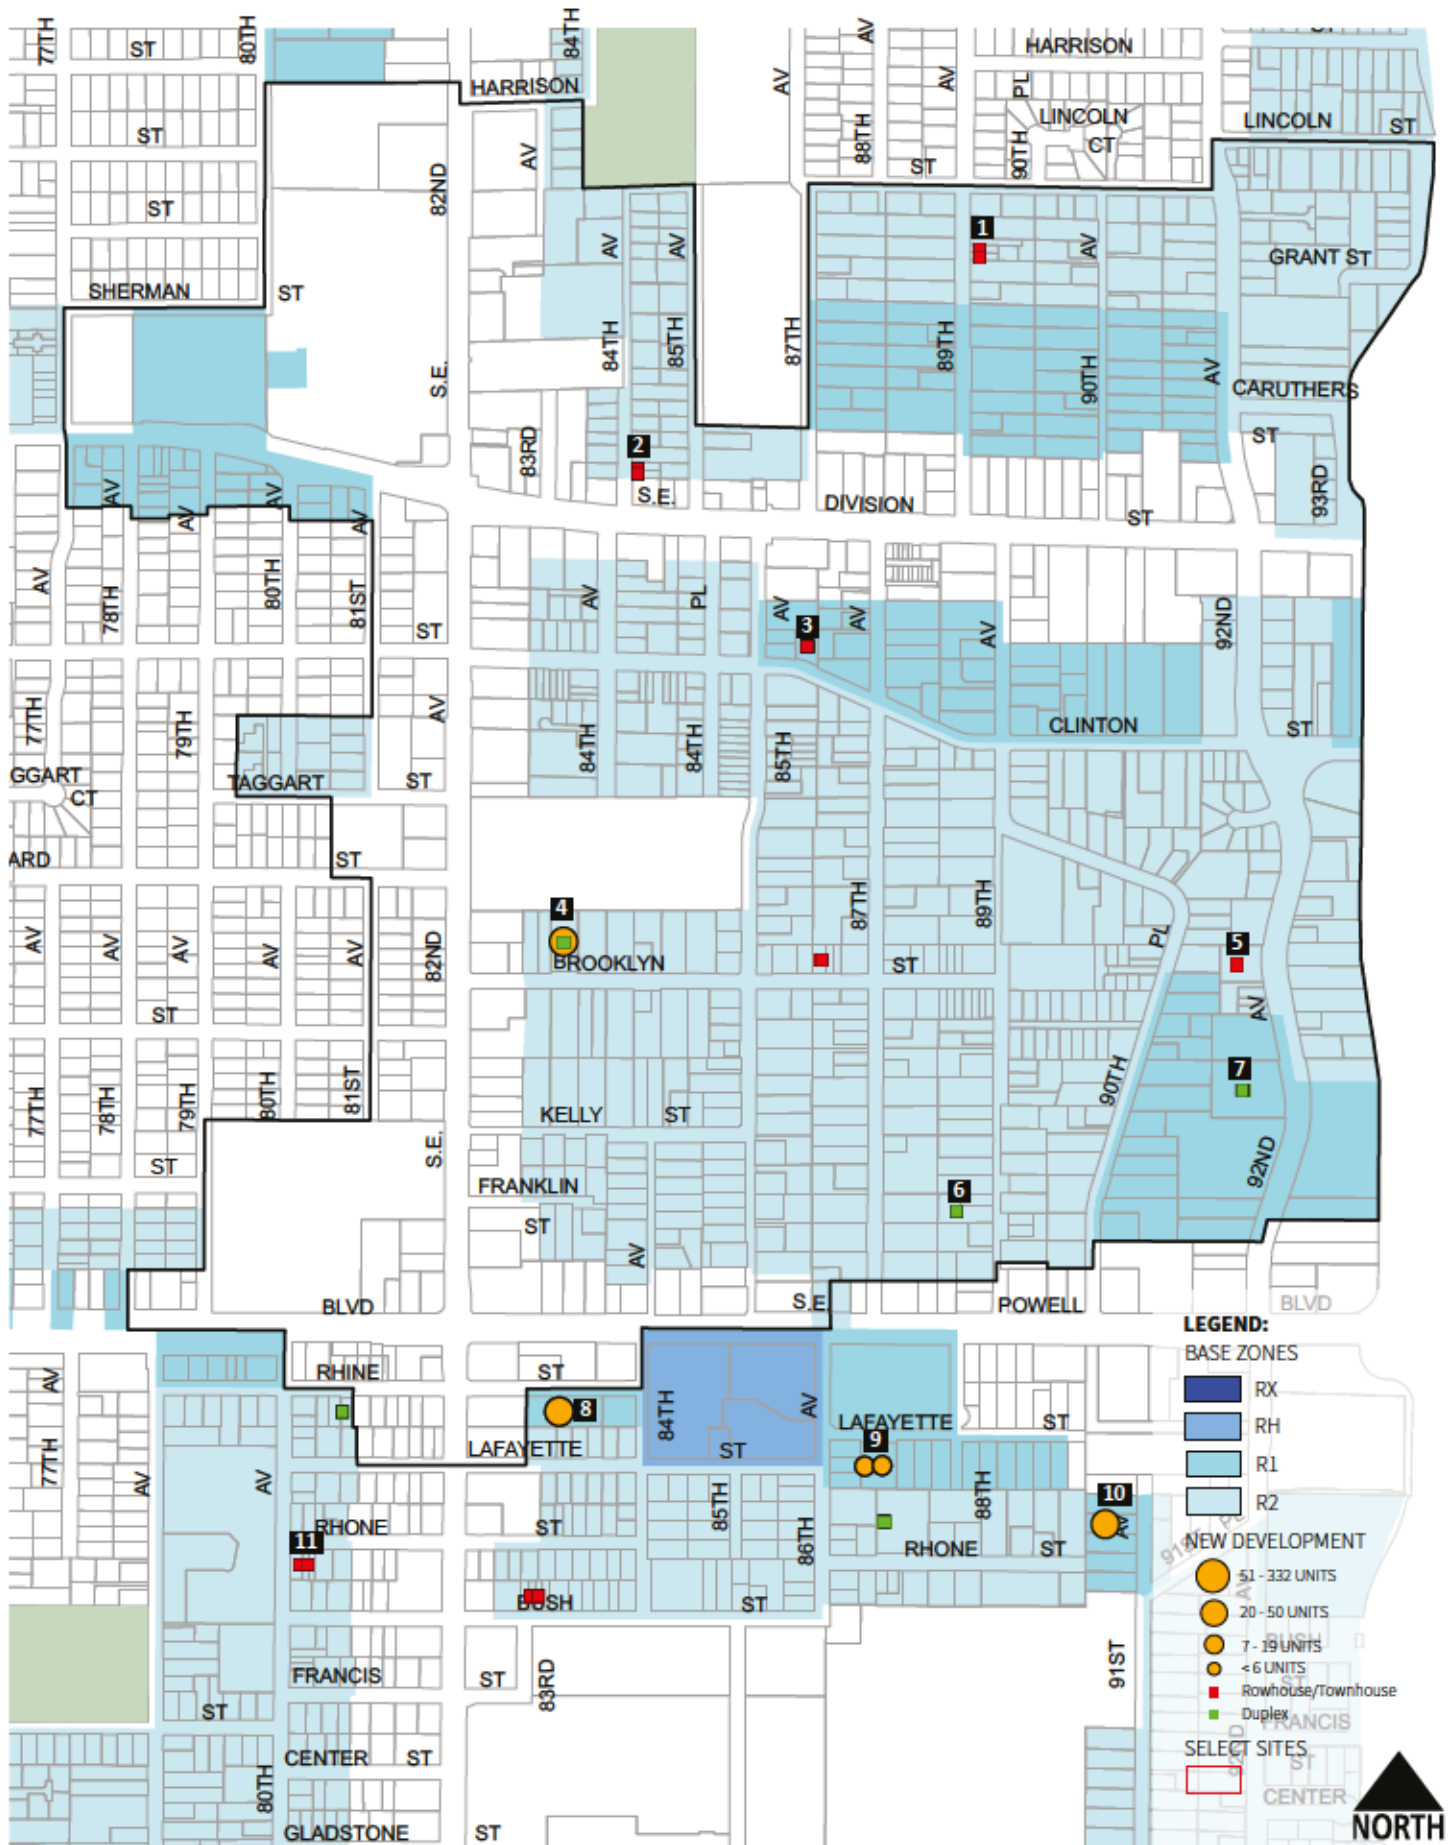 77TH
ST
80TH
84TH
AV
HARRISON
AV
AV
HARRISON
PL
LINCOLN
CT
LINCOLN
ST
ST
AV
88TH
ST
90TH
82ND
ST
1
AV
AV
AV
GRANT ST
SHERMAN
ST
84TH
85TH
87TH
89TH
90TH
AV
S.E.
CARUTHERS
ST
2
83RD
S.E.
DIVISION
ST
93RD
AV
AV
AV
AV
AV
78TH
80TH
81ST
ST
AV
PL
AV
3
AV
AV
92ND
77TH
79TH
AV
CLINTON
ST
84TH
84TH
85TH
GGART
CT
TAGGART
ST
ARD
ST
4
87TH
89TH
PL
5
AV
AV
AV
AV
AV
82ND
BROOKLYN
ST
AV
ST
7
77TH
78TH
79TH
80TH
81ST
KELLY
ST
90TH
S.E.
ST
92ND
FRANKLIN
6
ST
AV
BLVD
S.E.
POWELL
BLVD
LEGEND:
BASE ZONES
RX
RH
R1
R2
NEW DEVELOPMENT
51 - 332 UNITS
20 - 50 UNITS
7 - 19 UNITS
< 6 UNITS
Rowhouse/Townhouse
Duplex
SELECT SITES
NORTH
AV
RHINE
ST
8
84TH
AV
LAFAYETTE
ST
LAFAYETTE
ST
9
77TH
AV
AV
85TH
88TH
10
AV
RHONE
ST
86TH
RHONE
ST
91ST
PL
11
BUSH
ST
AV
BUSH
ST
FRANCIS
ST
83RD
91ST
FRANCIS
ST
92ND
ST
CENTER
ST
CENTER
80TH
GLADSTONE
ST